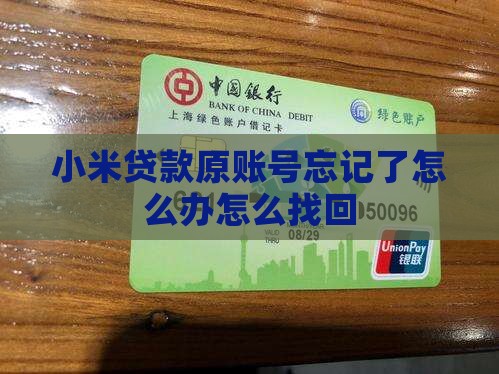 中国银行
BANK OF CHINA DEBIT
上海绿色账户借记卡
绿色账户
小米贷款原账号忘记了怎
么办怎么找回
50096
VALID
THRU
08/29
UnionPay
银联